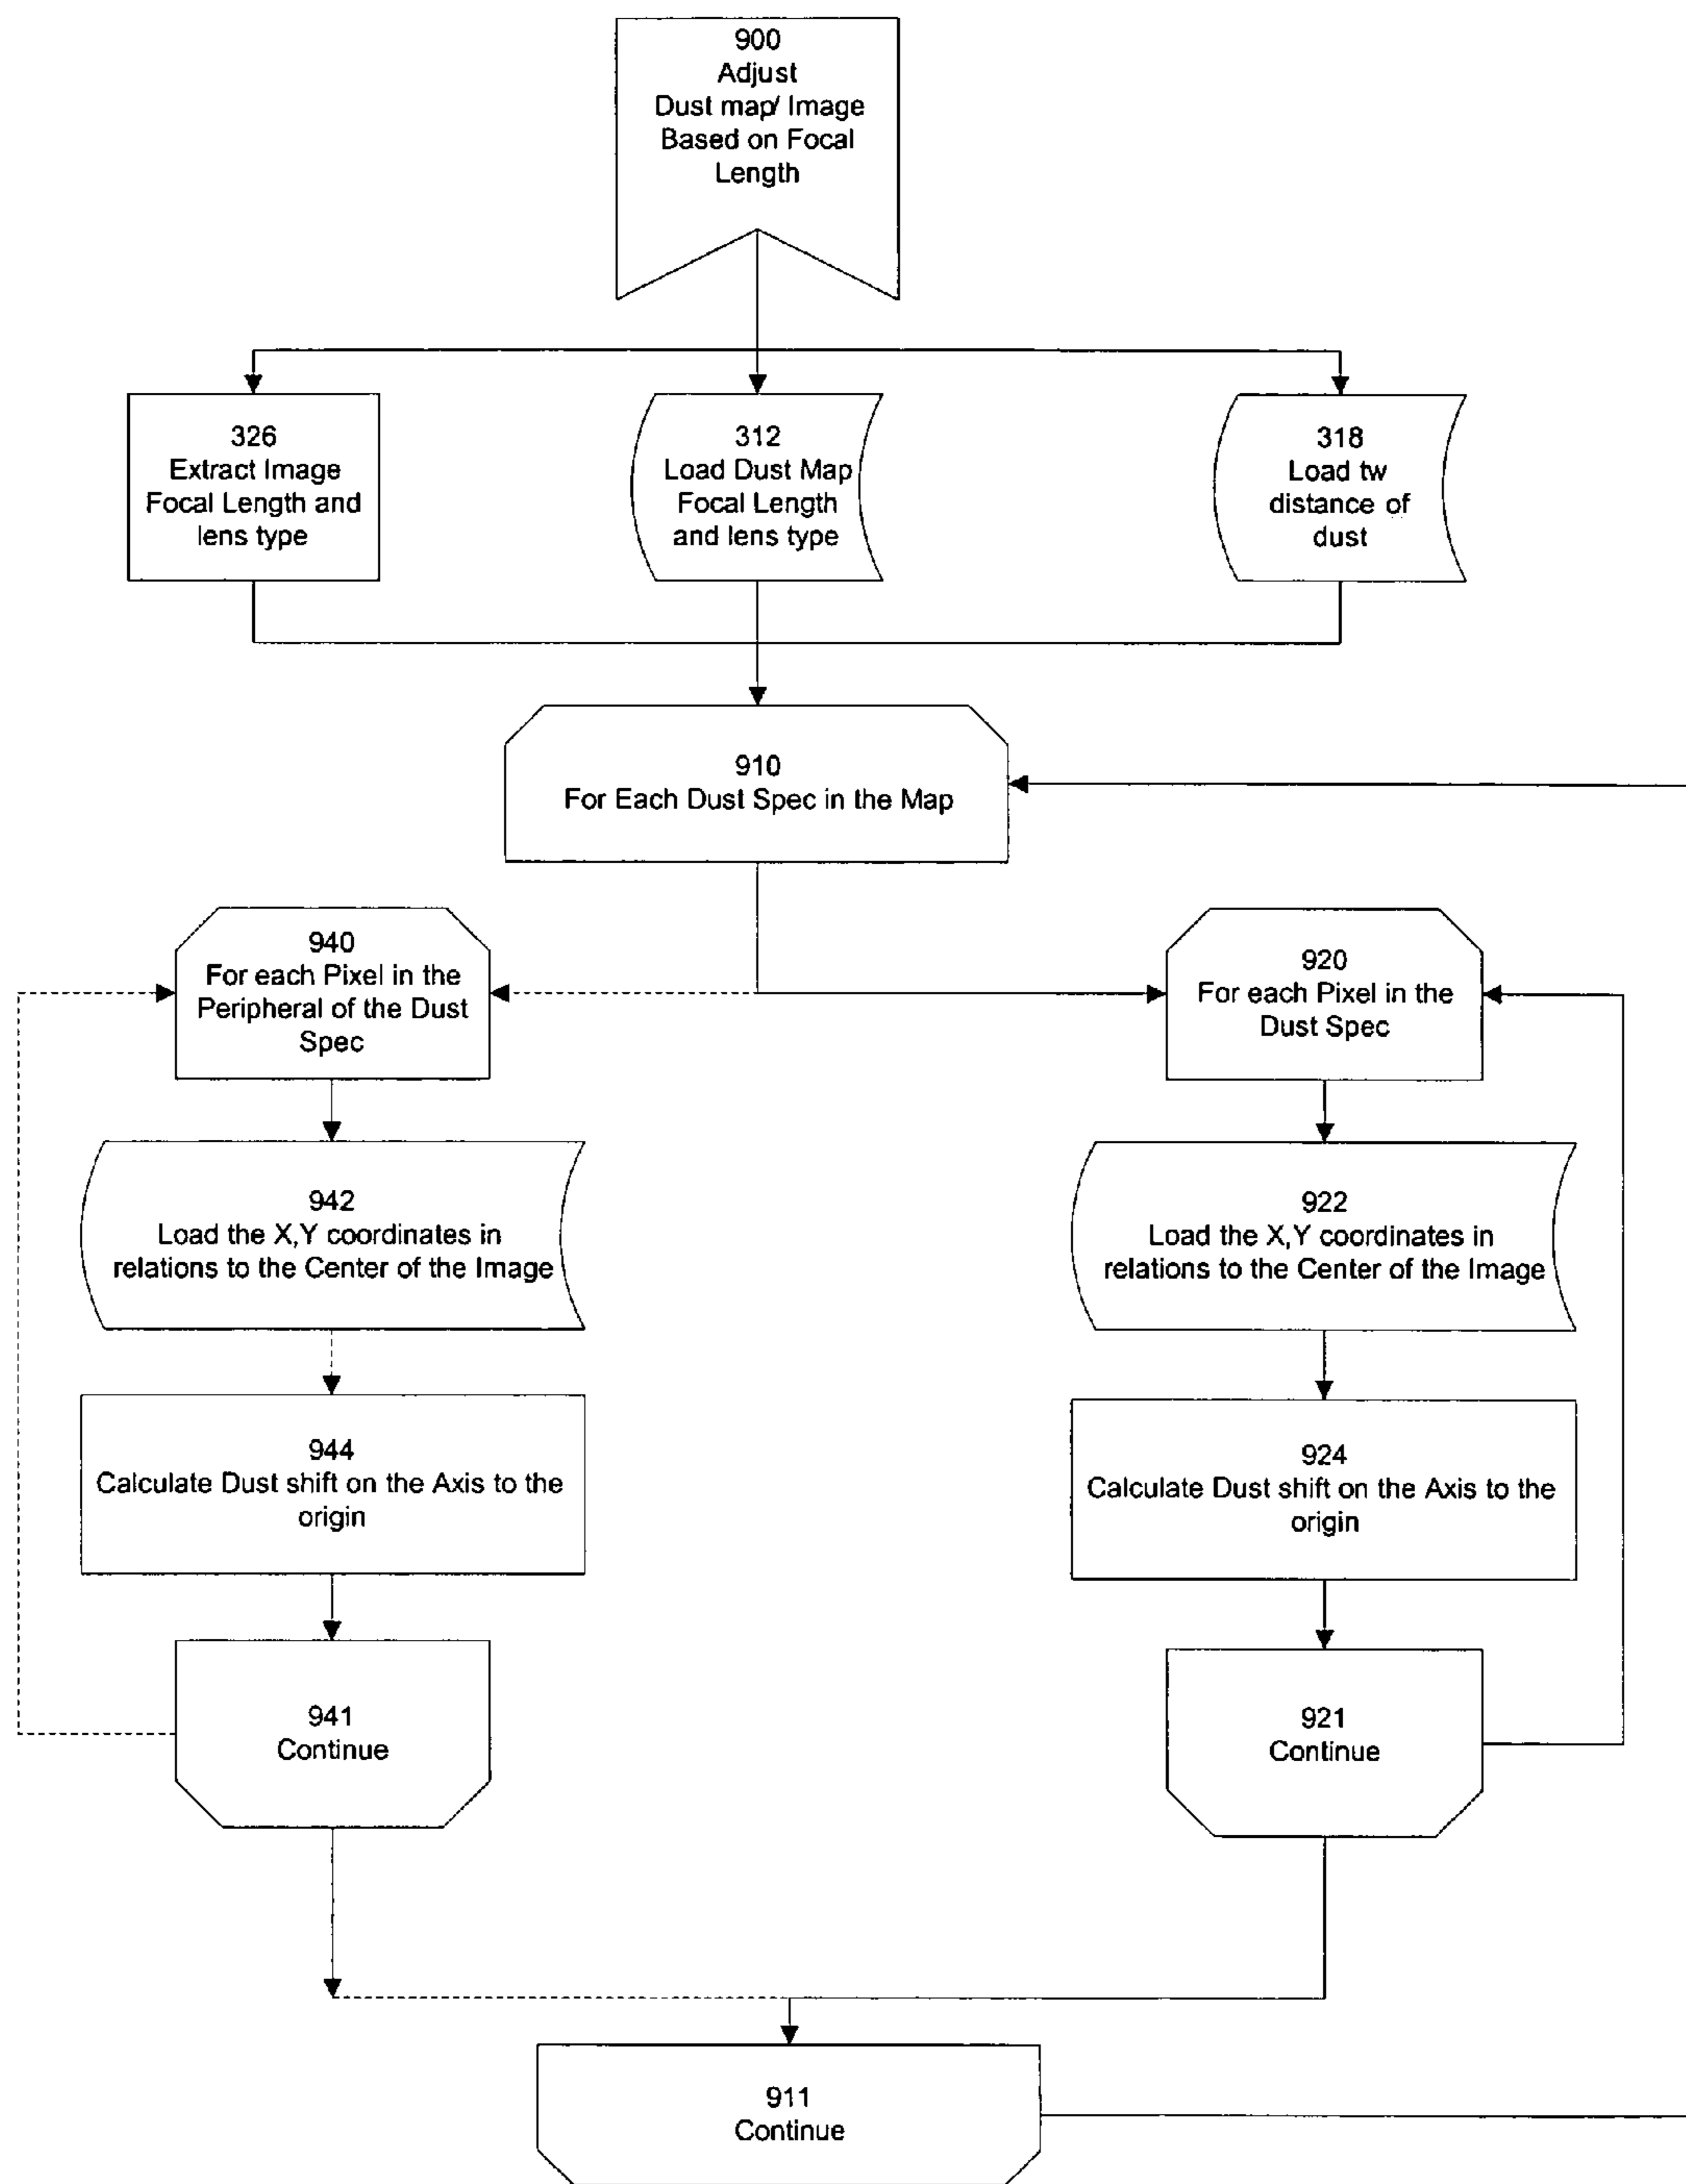 900
Adjust
Dust map/ Image
Based on Focal
Length
326
Extract Image
Focal Length and
lens type
312
Load Dust Map
Focal Length
and lens type
318
Load tw
distance of
dust
910
For Each Dust Spec in the Map
940
For each Pixel in the
Peripheral of the Dust
Spec
920
For each Pixel in the
Dust Spec
942
Load the X,Y coordinates in
relations to the Center of the Image
922
Load the X,Y coordinates in
relations to the Center of the Image
944
Calculate Dust shift on the Axis to the
origin
924
Calculate Dust shift on the Axis to the
origin
941
Continue
921
Continue
911
Continue